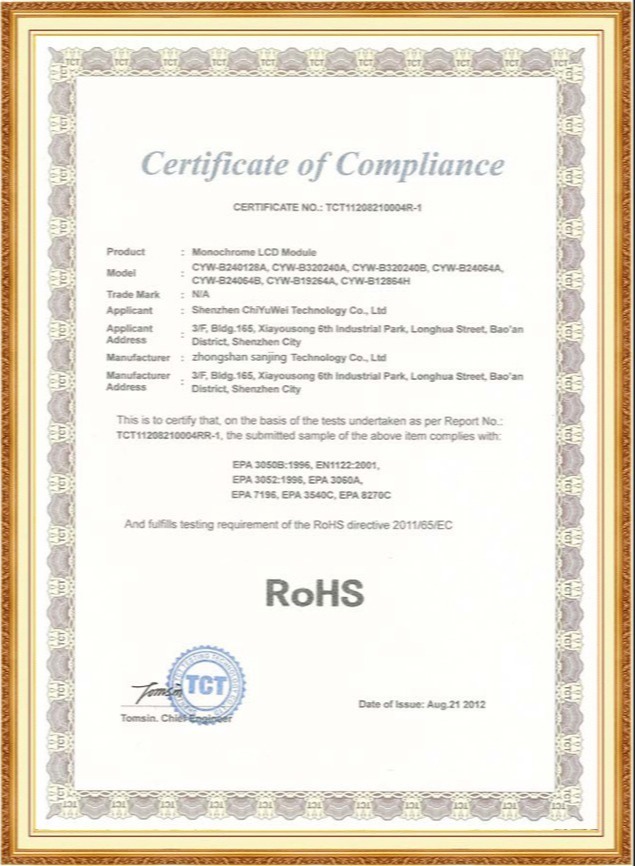 Certificate of Compliance
CERTIFICATE NO.: TCT11208210004R-1
Product : Monochrome LCD Module
Model : CYW-B240128A, CYW-B320240A, CYW-B320240B, CYW-B24064A,
CYW-B24064B, CYW-B19264A, CYW-B12864H
Trade Mark : N/A
Applicant : Shenzhen ChiYuWei Technology Co., Ltd
Applicant Address : 3/F, Bldg.165, Xiayousong 6th Industrial Park, Longhua Street, Bao'an
District, Shenzhen City
Manufacturer : zhongshan sanjing Technology Co., Ltd
Manufacturer Address : 3/F, Bldg.165, Xiayousong 6th Industrial Park, Longhua Street, Bao'an
District, Shenzhen City
This is to certify that, on the basis of the tests undertaken as per Report No.:
TCT11208210004RR-1, the submitted sample of the above item complies with:
EPA 3050B:1996, EN1122:2001,
EPA 3052:1996, EPA 3060A,
EPA 7196, EPA 3540C, EPA 8270C
And fulfills testing requirement of the RoHS directive 2011/65/EC
RoHS
Tomsin
TCT
Tomsin. Chief Engineer
Date of Issue: Aug.21 2012